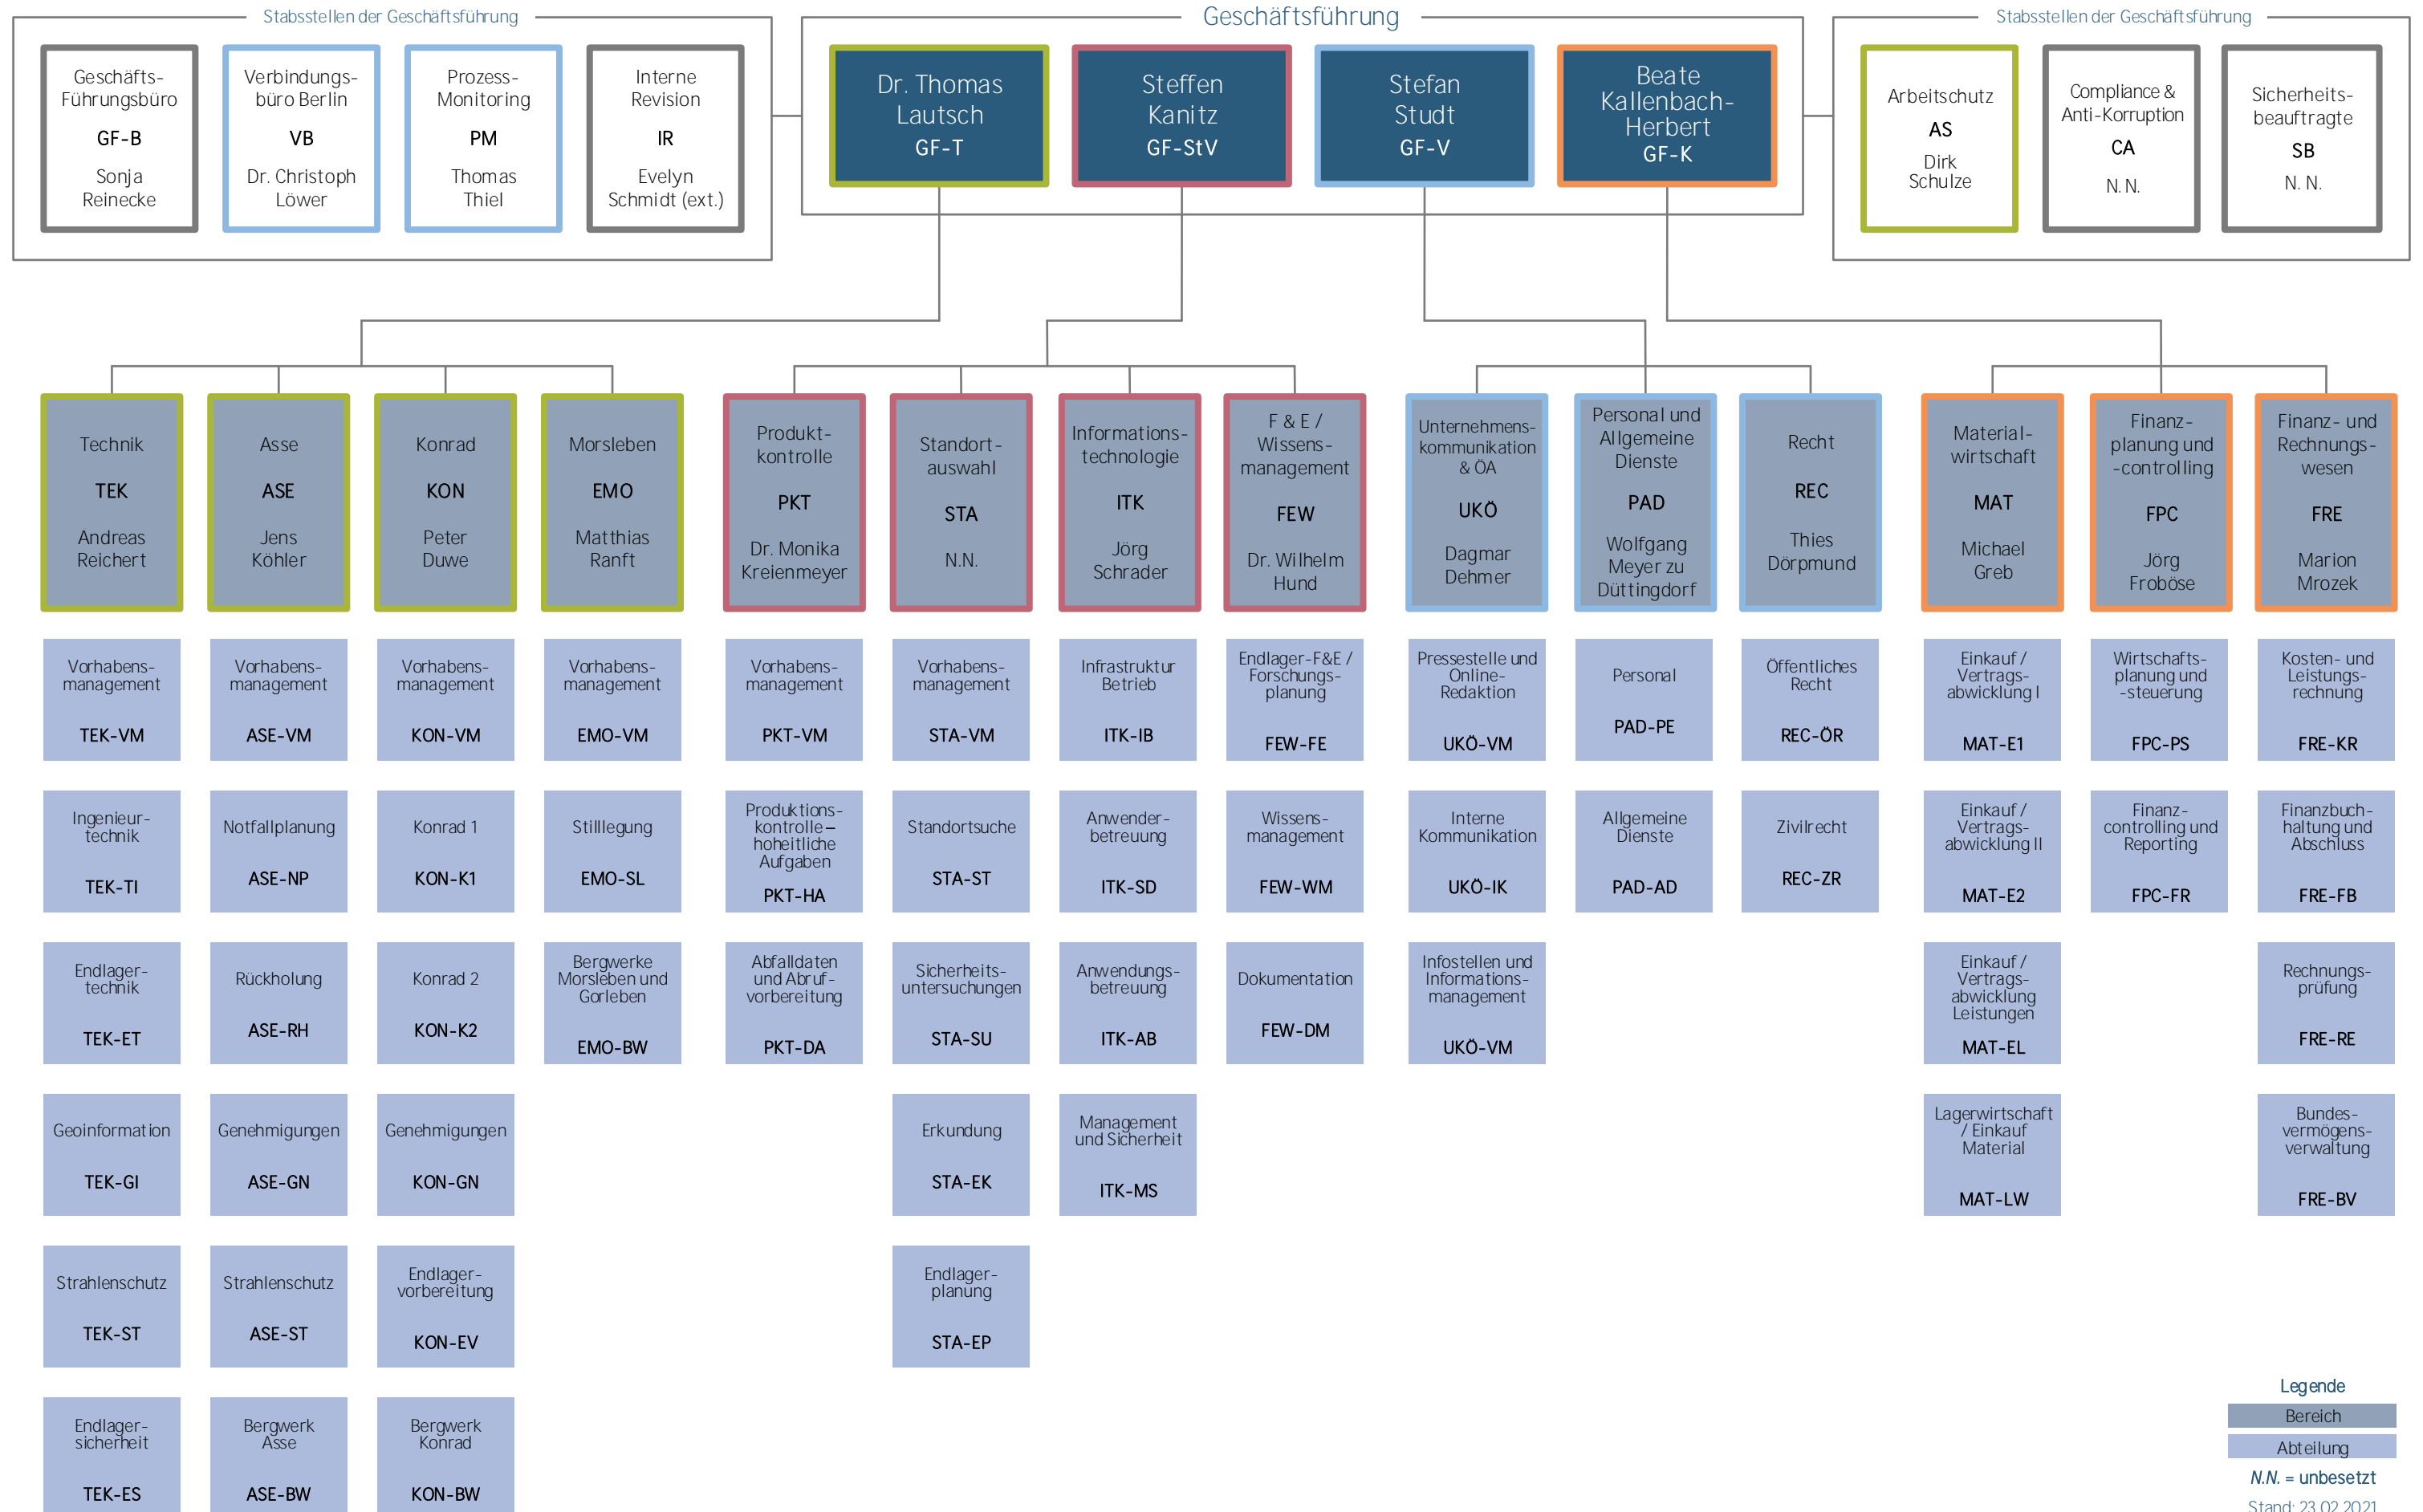 Stabsstellen der Geschäftsführung
Geschäfts-
Führungsbüro
GF-B
Sonja
Reinecke
Verbindungs-
büro Berlin
VB
Dr. Christoph
Löwer
Prozess-
Monitoring
PM
Thomas
Thiel
Interne
Revision
IR
Evelyn
Schmidt (ext.)
Geschäftsführung
Dr. Thomas
Lautsch
GF-T
Steffen
Kanitz
GF-StV
Stefan
Studt
GF-V
Beate
Kallenbach-
Herbert
GF-K
Stabsstellen der Geschäftsführung
Arbeitschutz
AS
Dirk
Schulze
Compliance &
Anti-Korruption
CA
N. N.
Sicherheits-
beauftragte
SB
N. N.
Technik
TEK
Andreas
Reichert
Asse
ASE
Jens
Köhler
Konrad
KON
Peter
Duwe
Morsleben
EMO
Matthias
Ranft
Produkt-
kontrolle
PKT
Dr. Monika
Kreienmeyer
Standort-
auswahl
STA
N.N.
Informations-
technologie
ITK
Jörg
Schrader
F & E /
Wissens-
management
FEW
Dr. Wilhelm
Hund
Unternehmens-
kommunikation
& ÖA
UKÖ
Dagmar
Dehmer
Personal und
Allgemeine
Dienste
PAD
Wolfgang
Meyer zu
Düttingdorf
Recht
REC
Thies
Dörpmund
Material-
wirtschaft
MAT
Michael
Greb
Finanz-
planung und
-controlling
FPC
Jörg
Froböse
Finanz- und
Rechnungs-
wesen
FRE
Marion
Mrozek
Vorhabens-
management
TEK-VM
Vorhabens-
management
ASE-VM
Vorhabens-
management
KON-VM
Vorhabens-
management
EMO-VM
Vorhabens-
management
PKT-VM
Vorhabens-
management
STA-VM
Infrastruktur
Betrieb
ITK-IB
Endlager-F&E /
Forschungs-
planung
FEW-FE
Pressestelle und
Online-
Redaktion
UKÖ-VM
Personal
PAD-PE
Öffentliches
Recht
REC-ÖR
Einkauf /
Vertrags-
abwicklung I
MAT-E1
Wirtschafts-
planung und
-steuerung
FPC-PS
Kosten- und
Leistungs-
rechnung
FRE-KR
Ingenieur-
technik
TEK-TI
Notfallplanung
ASE-NP
Konrad 1
KON-K1
Stilllegung
EMO-SL
Produktions-
kontrolle –
hoheitliche
Aufgaben
PKT-HA
Standortsuche
STA-ST
Anwender-
betreuung
ITK-SD
Wissens-
management
FEW-WM
Interne
Kommunikation
UKÖ-IK
Allgemeine
Dienste
PAD-AD
Zivilrecht
REC-ZR
Einkauf /
Vertrags-
abwicklung II
MAT-E2
Finanz-
controlling und
Reporting
FPC-FR
Finanzbuch-
haltung und
Abschluss
FRE-FB
Endlager-
technik
TEK-ET
Rückholung
ASE-RH
Konrad 2
KON-K2
Bergwerke
Morsleben und
Gorleben
EMO-BW
Abfalldaten
und Abruf-
vorbereitung
PKT-DA
Sicherheits-
untersuchungen
STA-SU
Anwendungs-
betreuung
ITK-AB
Dokumentation
FEW-DM
Infostellen und
Informations-
management
UKÖ-VM
Einkauf /
Vertrags-
abwicklung
Leistungen
MAT-EL
Rechnungs-
prüfung
FRE-RE
Geoinformation
TEK-GI
Genehmigungen
ASE-GN
Genehmigungen
KON-GN
Erkundung
STA-EK
Management
und Sicherheit
ITK-MS
Lagerwirtschaft
/ Einkauf
Material
MAT-LW
Bundes-
vermögens-
verwaltung
FRE-BV
Strahlenschutz
TEK-ST
Strahlenschutz
ASE-ST
Endlager-
vorbereitung
KON-EV
Endlager-
planung
STA-EP
Endlager-
sicherheit
TEK-ES
Bergwerk
Asse
ASE-BW
Bergwerk
Konrad
KON-BW
Legende
Bereich
Abteilung
N.N. = unbesetzt
Stand: 23.02.2021